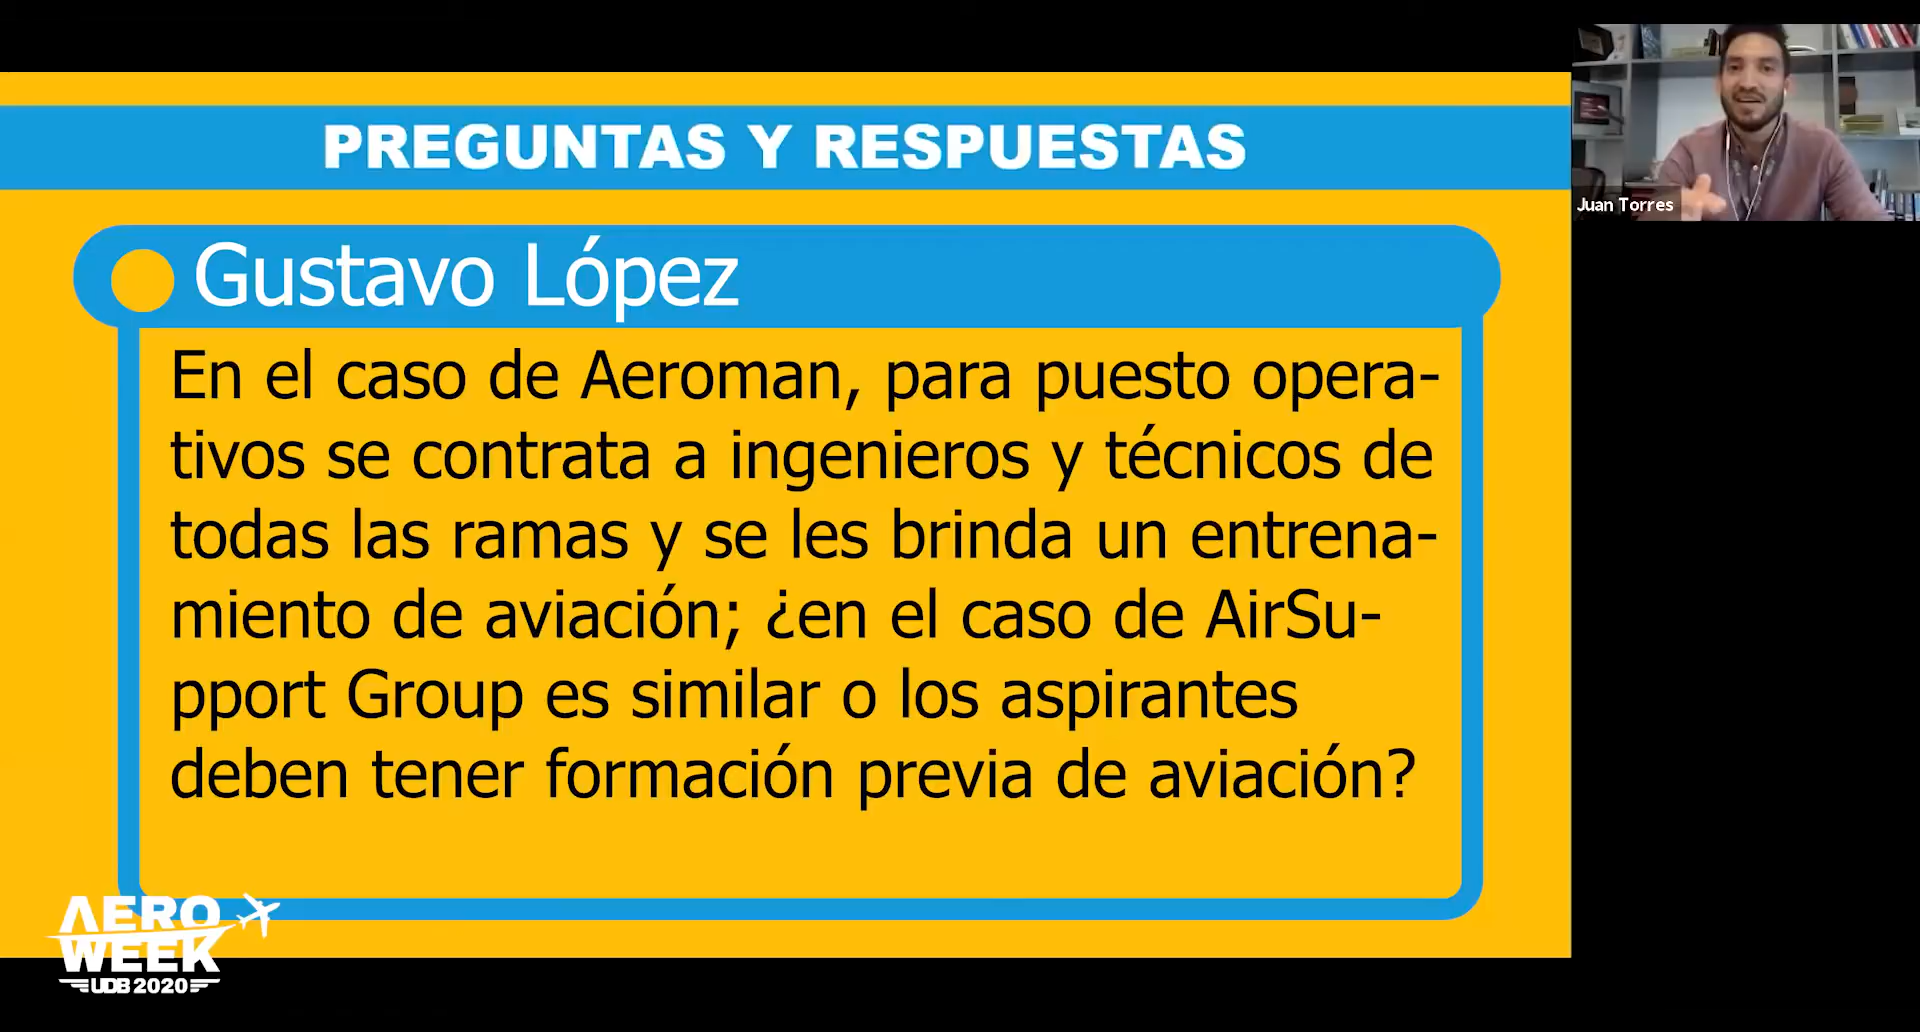 PREGUNTAS Y RESPUESTAS
Juan Torres
Gustavo López
En el caso de Aeroman, para puesto opera-
tivos se contrata a ingenieros y técnicos de
todas las ramas y se les brinda un entrena-
miento de aviación; ¿en el caso de AirSu-
pport Group es similar o los aspirantes
deben tener formación previa de aviación?
AERO
WEEK
UDB 2020